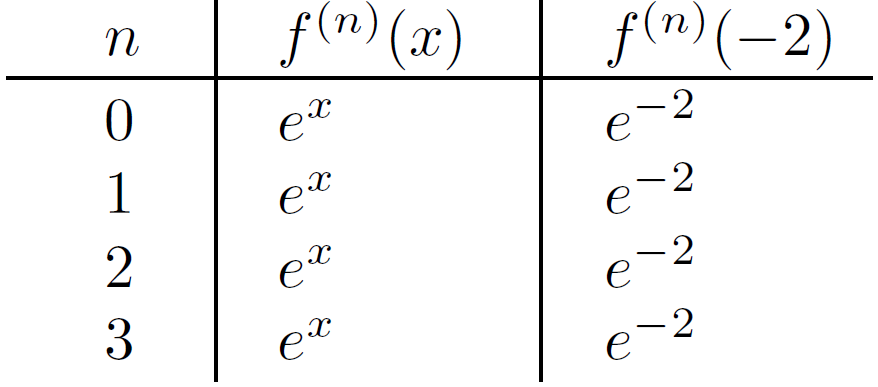 n f^{(n)}(x) f^{(n)}(−2)
0 e^x e^{−2}
1 e^x e^{−2}
2 e^x e^{−2}
3 e^x e^{−2}